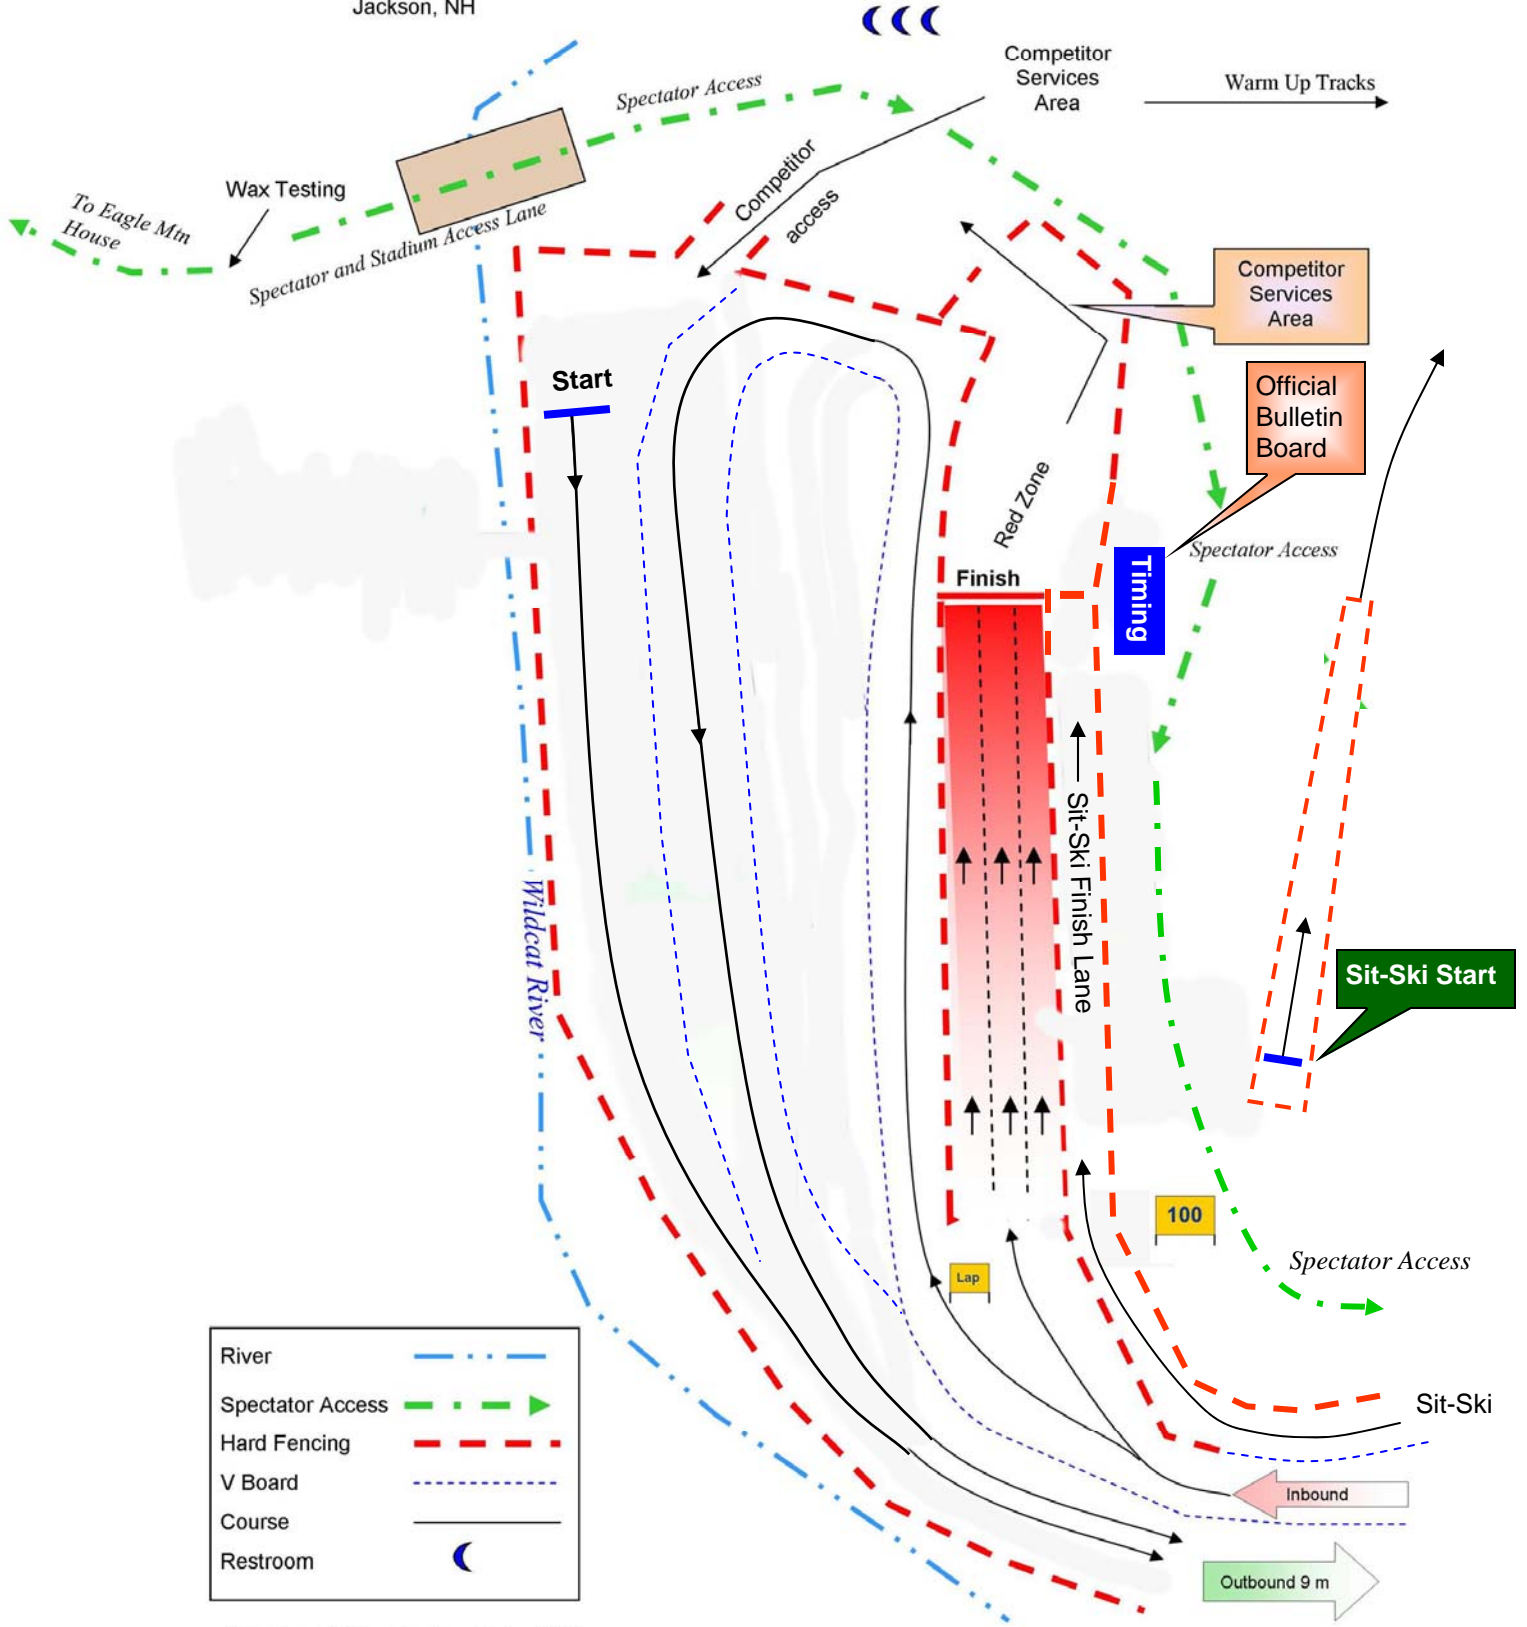 Jackson, NH
Competitor
Services
Area
Warm Up Tracks
Spectator Access
Competitor
access
Wax Testing
To Eagle Mtn
House
Spectator and Stadium Access Lane
Competitor
Services
Area
Start
Official
Bulletin
Board
Red Zone
Spectator Access
Timing
Finish
Sit-Ski Finish Lane
Wildcat River
Sit-Ski Start
100
Spectator Access
Lap
Sit-Ski
Inbound
Outbound 9 m
River
Spectator Access
Hard Fencing
V Board
Course
Restroom